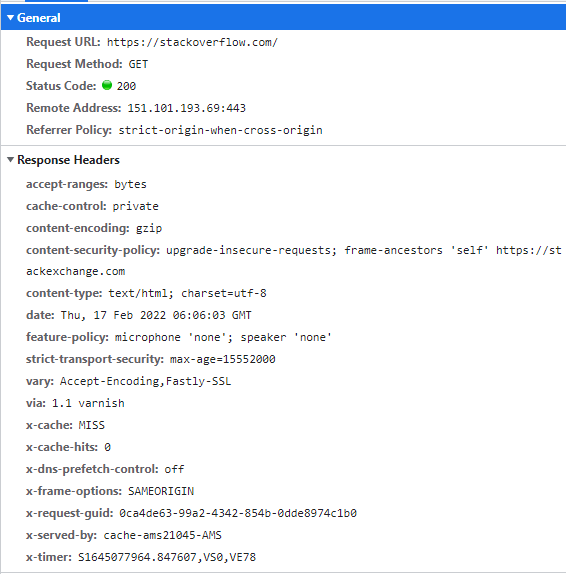 General
Request URL: https://stackoverflow.com/
Request Method: GET
Status Code: 200
Remote Address: 151.101.193.69:443
Referrer Policy: strict-origin-when-cross-origin
Response Headers
accept-ranges: bytes
cache-control: private
content-encoding: gzip
content-security-policy: upgrade-insecure-requests; frame-ancestors 'self' https://st
ackexchange.com
content-type: text/html; charset=utf-8
date: Thu, 17 Feb 2022 06:06:03 GMT
feature-policy: microphone 'none'; speaker 'none'
strict-transport-security: max-age=15552000
vary: Accept-Encoding,Fastly-SSL
via: 1.1 varnish
x-cache: MISS
x-cache-hits: 0
x-dns-prefetch-control: off
x-frame-options: SAMEORIGIN
x-request-guid: 0ca4de63-99a2-4342-854b-0dde8974c1b0
x-served-by: cache-ams21045-AMS
x-timer: S1645077964.847607,VS0,VE78